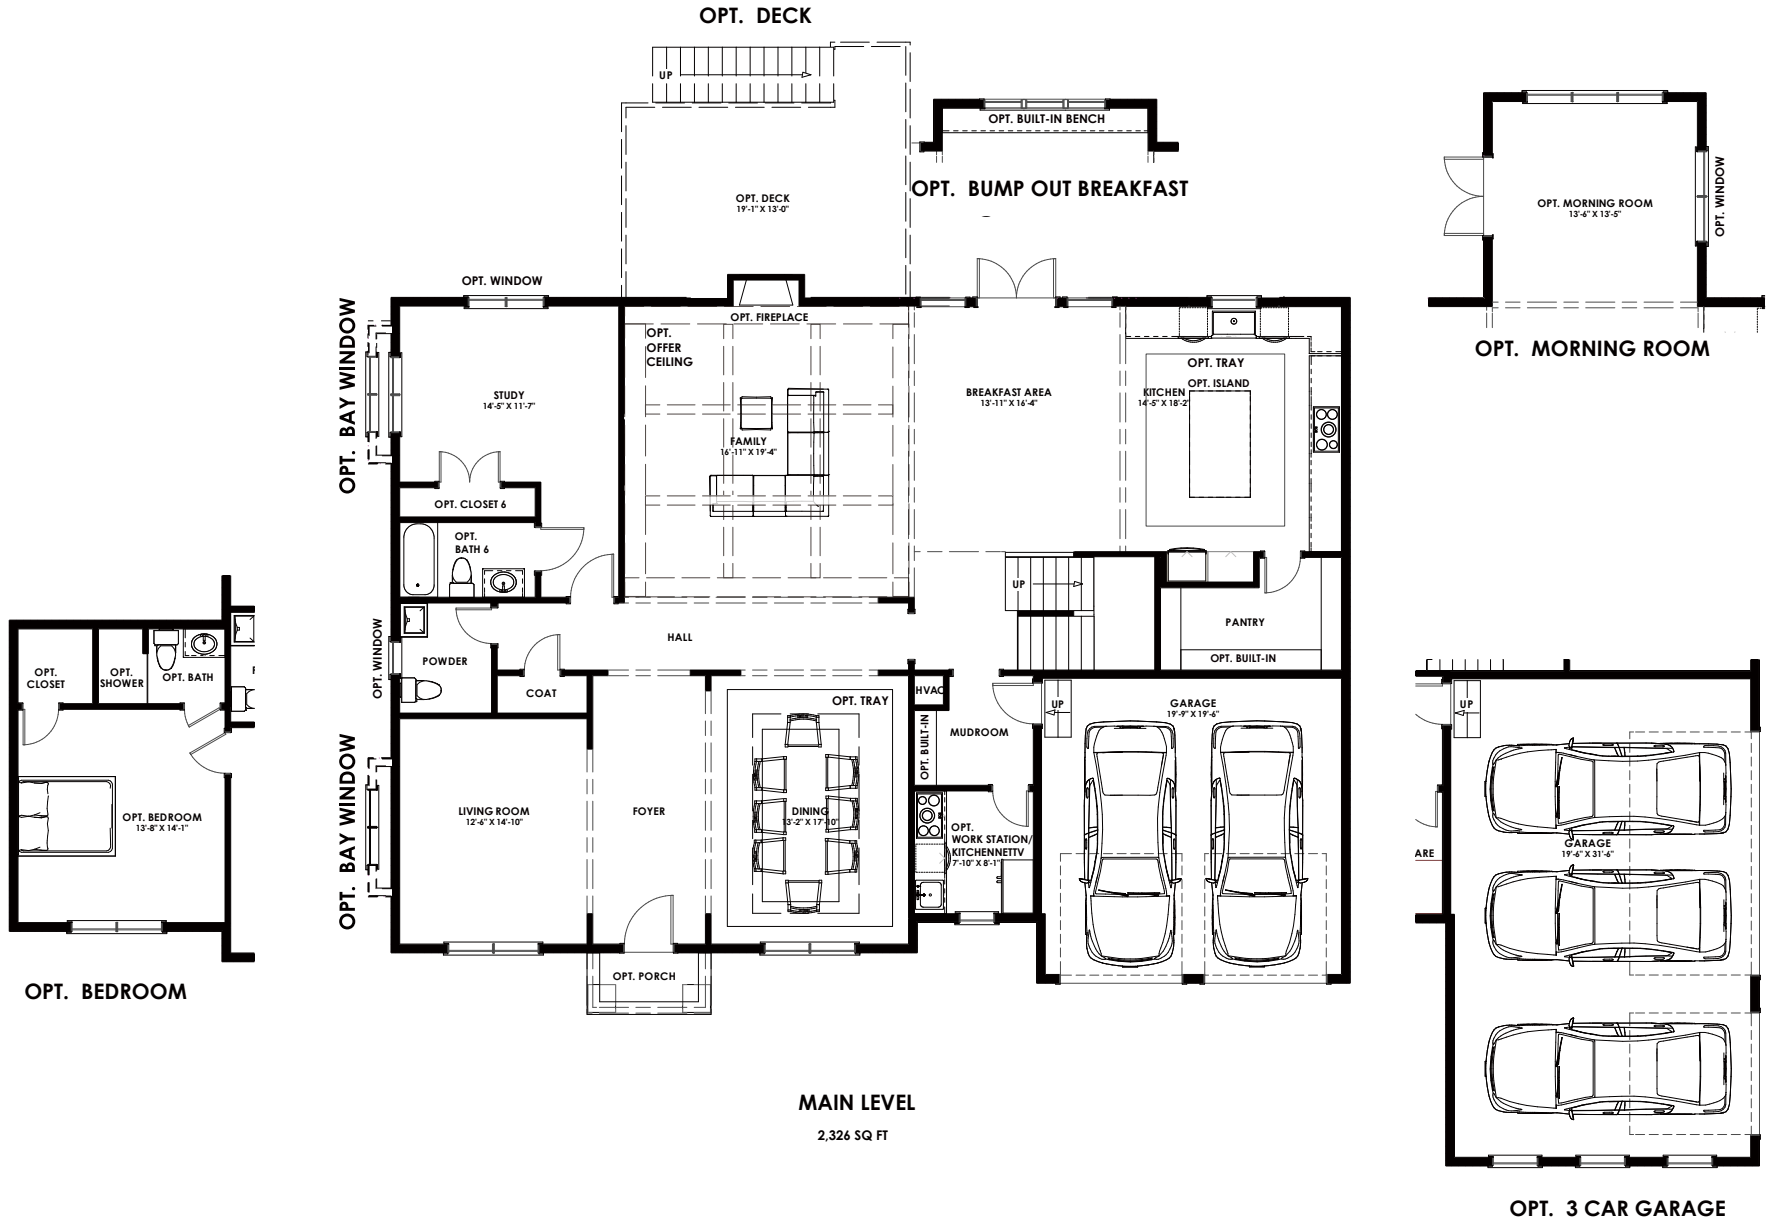 OPT. DECK
UP
OPT. DECK
19'-1" X 13'-0"
OPT. BUILT-IN BENCH
OPT. BUMP OUT BREAKFAST
OPT. MORNING ROOM
13'-6" X 13'-5"
OPT. WINDOW
OPT. MORNING ROOM
OPT. WINDOW
OPT. BAY WINDOW
STUDY
14'-5" X 11'-7"
OPT. CLOSET 6
OPT.
BATH 6
OPT. FIREPLACE
OPT.
OFFER
CEILING
FAMILY
16'-11" X 19'-4"
BREAKFAST AREA
13'-11" X 16'-4"
OPT. TRAY
OPT. ISLAND
KITCHEN
14'-5" X 18'-2"
UP
PANTRY
OPT. BUILT-IN
HALL
OPT. WINDOW
POWDER
COAT
OPT. BAY WINDOW
LIVING ROOM
12'-6" X 14'-10"
FOYER
OPT. TRAY
DINING
13'-2" X 17'-10"
HVAC
OPT. BUILT-IN
MUDROOM
OPT.
WORK STATION/
KITCHENNETTV
7'-10" X 8'-1"
UP
GARAGE
19'-9" X 19'-6"
OPT. PORCH
OPT.
CLOSET
OPT.
SHOWER
OPT. BATH
OPT. BEDROOM
13'-8" X 14'-1"
OPT. BEDROOM
UP
ARE
GARAGE
19'-6" X 31'-6"
OPT. 3 CAR GARAGE
MAIN LEVEL
2,326 SQ FT